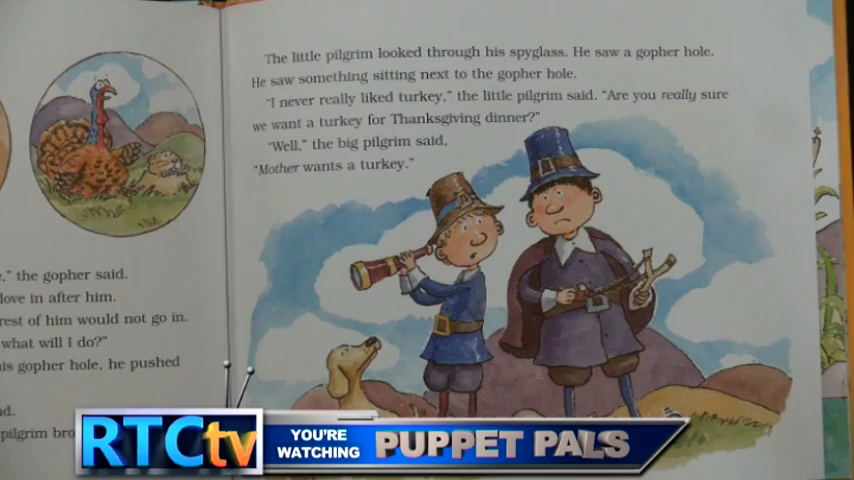 The little pilgrim looked through his spyglass. He saw a gopher hole.
He saw something sitting next to the gopher hole.
"I never really liked turkey," the little pilgrim said. "Are you really sure
we want a turkey for Thanksgiving dinner?"
"Well," the big pilgrim said,
"Mother wants a turkey."
," the gopher said.
in after him.
rest of him would not go in.
what will I do?"
his gopher hole, he pushed
pilgrim
RTCtv
YOU'RE
WATCHING
PUPPET PALS